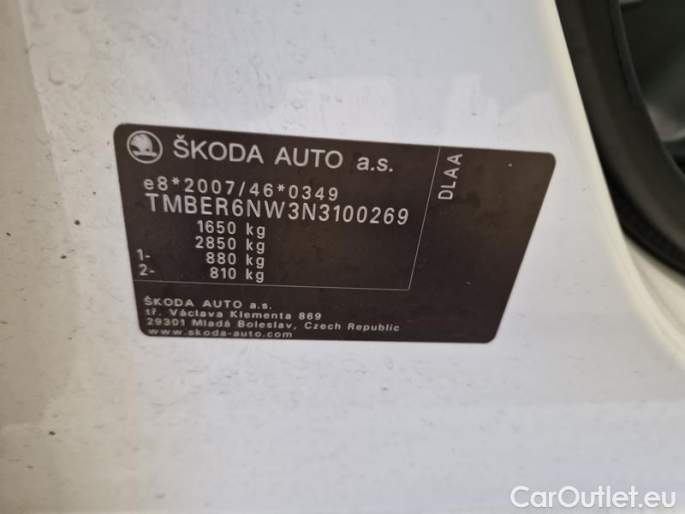 ŠKODA AUTO a.s.
DLAA
e8*2007/46*0349
TMBER6NW3N3100269
1650 kg
2850 kg
1- 880 kg
2- 810 kg
ŠKODA AUTO a.s.
tř. Václava Klementa 869
29301 Mladá Boleslav, Czech Republic
www.skoda-auto.com
CarOutlet.eu